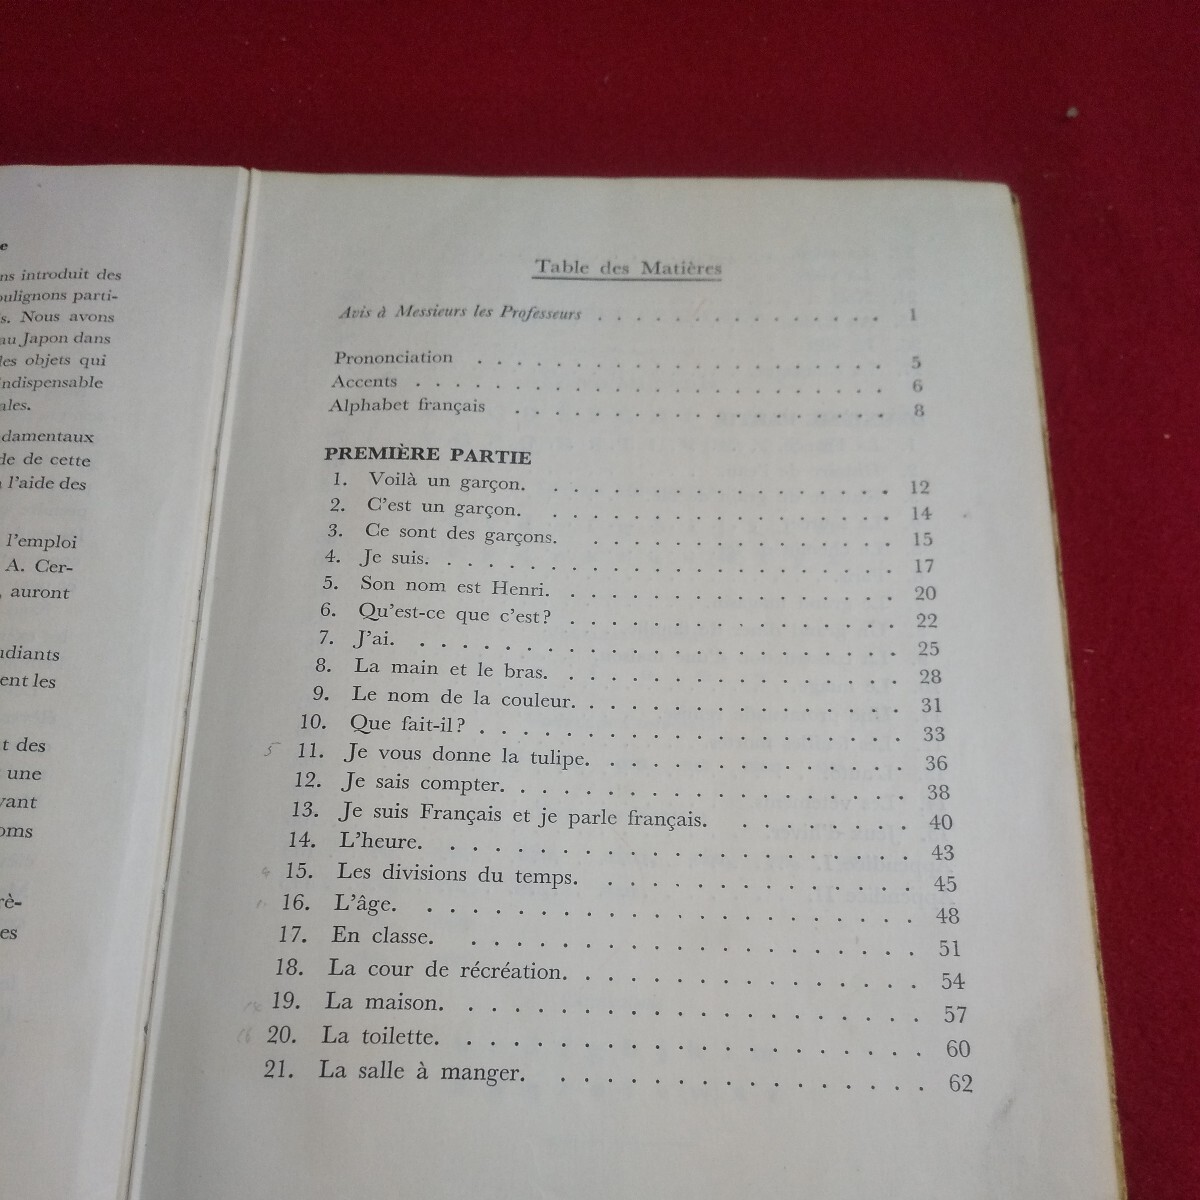 e
ns introduit des
oulignons parti-
s. Nous avons
au Japon dans
les objets qui
indispensable
ales.
damentaux
de de cette
l'aide des
l'emploi
A. Cer-
, auront
udiants
ent les
t des
une
vant
oms
rè-
es
Table des Matières
Avis à Messieurs les Professeurs . . . . . . . . . . . . 1
Prononciation . . . . . . . . . . . . . . . . 5
Accents . . . . . . . . . . . . . . . . . . 6
Alphabet français . . . . . . . . . . . . . . . 8
PREMIÈRE PARTIE
1. Voilà un garçon. . . . . . . . . . . . . . . 12
2. C'est un garçon. . . . . . . . . . . . . . . 14
3. Ce sont des garçons. . . . . . . . . . . . . 15
4. Je suis. . . . . . . . . . . . . . . . . . . 17
5. Son nom est Henri. . . . . . . . . . . . . . 20
6. Qu'est-ce que c'est? . . . . . . . . . . . . . 22
7. J'ai. . . . . . . . . . . . . . . . . . . . 25
8. La main et le bras. . . . . . . . . . . . . . 28
9. Le nom de la couleur. . . . . . . . . . . . . 31
10. Que fait-il? . . . . . . . . . . . . . . . . 33
5 11. Je vous donne la tulipe. . . . . . . . . . . . 36
12. Je sais compter. . . . . . . . . . . . . . . 38
13. Je suis Français et je parle français. . . . . . . . 40
14. L'heure. . . . . . . . . . . . . . . . . . . 43
15. Les divisions du temps. . . . . . . . . . . . . 45
16. L'âge. . . . . . . . . . . . . . . . . . . 48
17. En classe. . . . . . . . . . . . . . . . . . 51
18. La cour de récréation. . . . . . . . . . . . . 54
19. La maison. . . . . . . . . . . . . . . . . . 57
20. La toilette. . . . . . . . . . . . . . . . . . 60
21. La salle à manger. . . . . . . . . . . . . . . 62